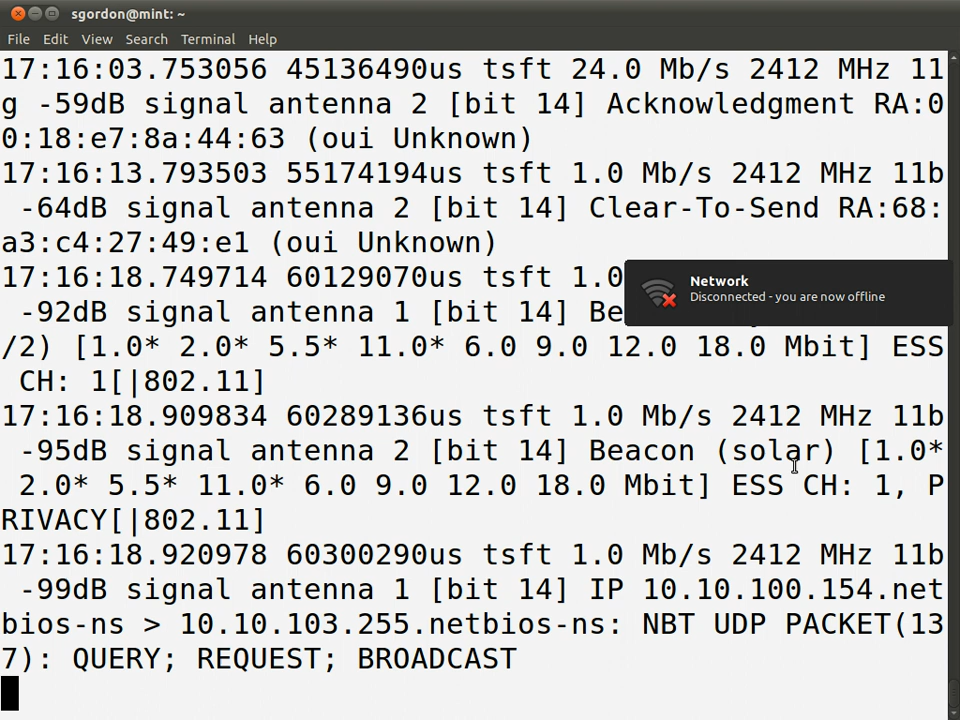 sgordon@mint: ~
File Edit View Search Terminal Help
17:16:03.753056 45136490us tsft 24.0 Mb/s 2412 MHz 11
g -59dB signal antenna 2 [bit 14] Acknowledgment RA:0
0:18:e7:8a:44:63 (oui Unknown)
17:16:13.793503 55174194us tsft 1.0 Mb/s 2412 MHz 11b
 -64dB signal antenna 2 [bit 14] Clear-To-Send RA:68:
a3:c4:27:49:e1 (oui Unknown)
17:16:18.749714 60129070us tsft 1.0
 -92dB signal antenna 1 [bit 14] Be
Network
Disconnected - you are now offline
/2) [1.0* 2.0* 5.5* 11.0* 6.0 9.0 12.0 18.0 Mbit] ESS
 CH: 1[|802.11]
17:16:18.909834 60289136us tsft 1.0 Mb/s 2412 MHz 11b
 -95dB signal antenna 2 [bit 14] Beacon (solar) [1.0*
 2.0* 5.5* 11.0* 6.0 9.0 12.0 18.0 Mbit] ESS CH: 1, P
RIVACY[|802.11]
17:16:18.920978 60300290us tsft 1.0 Mb/s 2412 MHz 11b
 -99dB signal antenna 1 [bit 14] IP 10.10.100.154.net
bios-ns > 10.10.103.255.netbios-ns: NBT UDP PACKET(13
7): QUERY; REQUEST; BROADCAST